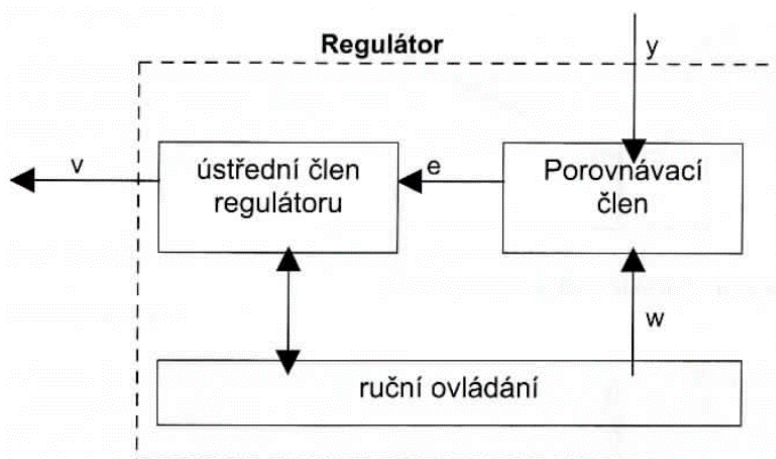 Regulátor
y
v
ústřední člen
regulátoru
e
Porovnávací
člen
w
ruční ovládání